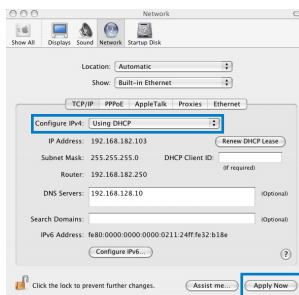 Network
Show All Displays Sound Network Startup Disk
Location: Automatic
Show: Built-in Ethernet
TCP/IP PPPoE AppleTalk Proxies Ethernet
Configure IPv4: Using DHCP
IP Address: 192.168.182.103 Renew DHCP Lease
Subnet Mask: 255.255.255.0 DHCP Client ID:
(If required)
Router: 192.168.182.250
DNS Servers: 192.168.128.10 (Optional)
Search Domains: (Optional)
IPv6 Address: fe80:0000:0000:0000:0211:24ff:fe32:b18e
Configure IPv6... ?
Click the lock to prevent further changes. Assist me... Apply Now